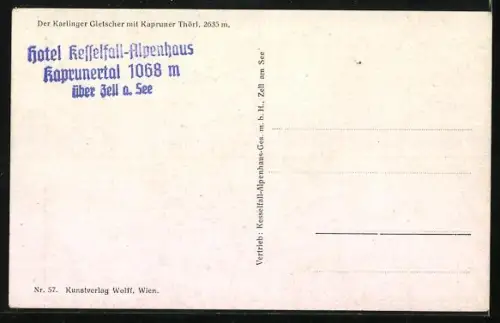 Der Karlinger Gletscher mit Kapruner Thörl, 2635 m.
Hotel Kesselfall-Alpenhaus
Kaprunertal 1068 m
über Zell a. See
Vertrieb: Kesselfall-Alpenhaus-Ges. m. b. H., Zell am See
Nr. 57. Kunstverlag Wolff, Wien.